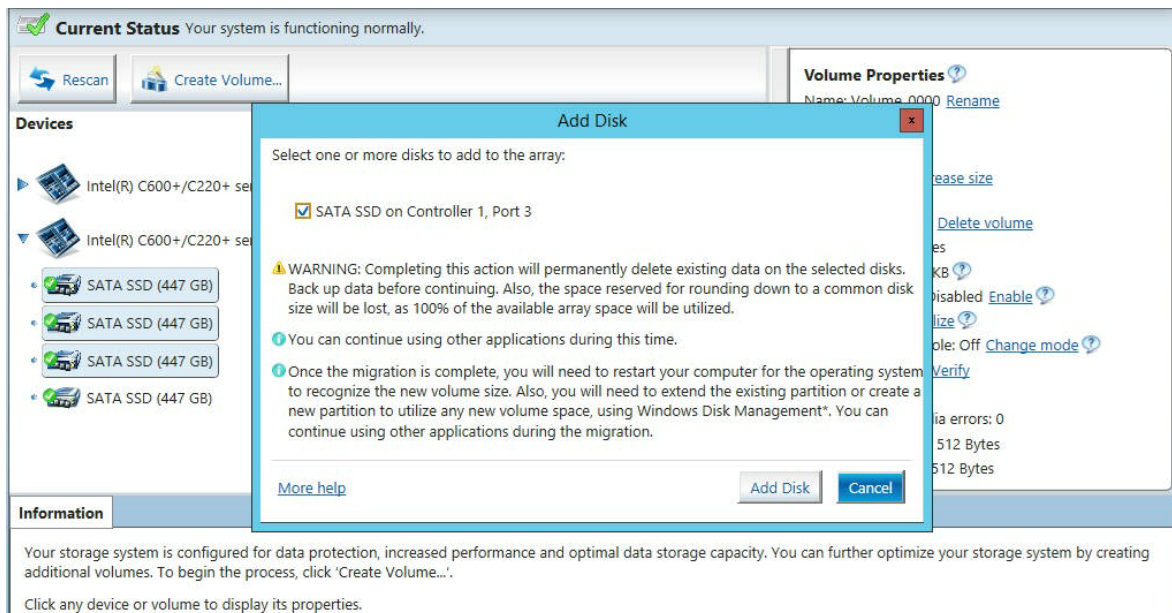 Current Status Your system is functioning normally.
Rescan
Create Volume...
Devices
Intel(R) C600+/C220+
Intel(R) C600+/C220+
SATA SSD (447 GB)
SATA SSD (447 GB)
SATA SSD (447 GB)
SATA SSD (447 GB)
Add Disk
x
Select one or more disks to add to the array:
SATA SSD on Controller 1, Port 3
WARNING: Completing this action will permanently delete existing data on the selected disks.
Back up data before continuing. Also, the space reserved for rounding down to a common disk
size will be lost, as 100% of the available array space will be utilized.
You can continue using other applications during this time.
Once the migration is complete, you will need to restart your computer for the operating system
to recognize the new volume size. Also, you will need to extend the existing partition or create a
new partition to utilize any new volume space, using Windows Disk Management*. You can
continue using other applications during the migration.
More help
Add Disk
Cancel
Volume Properties
Name: Volume_0000 Rename
size
Delete volume
KB
Enable
Off Change mode
Verify
errors: 0
512 Bytes
512 Bytes
Information
Your storage system is configured for data protection, increased performance and optimal data storage capacity. You can further optimize your storage system by creating
additional volumes. To begin the process, click 'Create Volume...'.
Click any device or volume to display its properties.